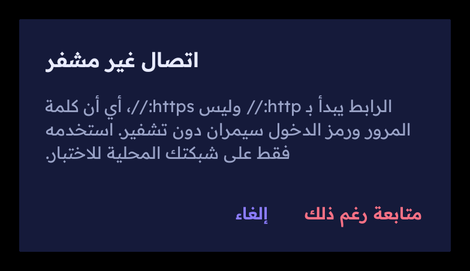 اتصال غير مشفر
الرابط يبدأ بـ http:// وليس https://، أي أن كلمة
المرور ورمز الدخول سيمران دون تشفير. استخدمه
فقط على شبكتك المحلية للاختبار.
متابعة رغم ذلك
إلغاء